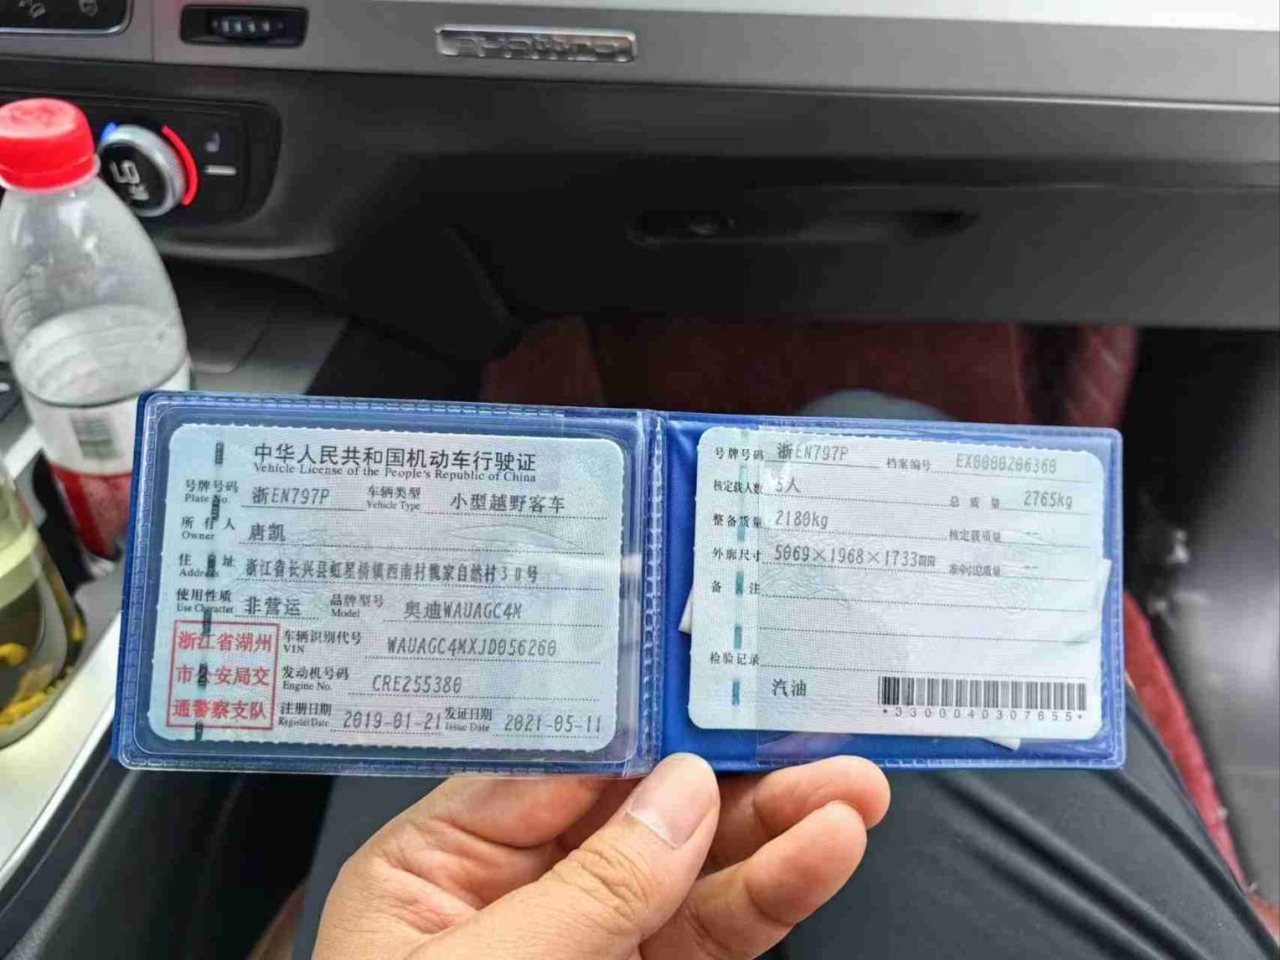 quattro
LO
中华人民共和国机动车行驶证
Vehicle License of the People's Republic of China
号牌号码 浙EN797P 车辆类型 小型越野客车
Plate No. Vehicle Type
所有人 唐凯
Owner
住址 浙江省长兴县虹星桥镇西南村魏家自然村30号
Address
使用性质 非营运 品牌型号 奥迪WAUAGC4M
Use Character Model
浙江省湖州
市公安局交
通警察支队
车辆识别代号 WAUAGC4MXJD056260
VIN
发动机号码 CRE255380
Engine No.
注册日期 2019-01-21 发证日期 2021-05-11
Register Date Issue Date
号牌号码 浙EN797P 档案编号 EX0000206360
核定载人数 5人 总质量 2765kg
整备质量 2180kg 核定载质量 --
外廓尺寸 5069×1968×1733mm 准牵引总质量 --
备注
检验记录
汽油
*3300040307655*